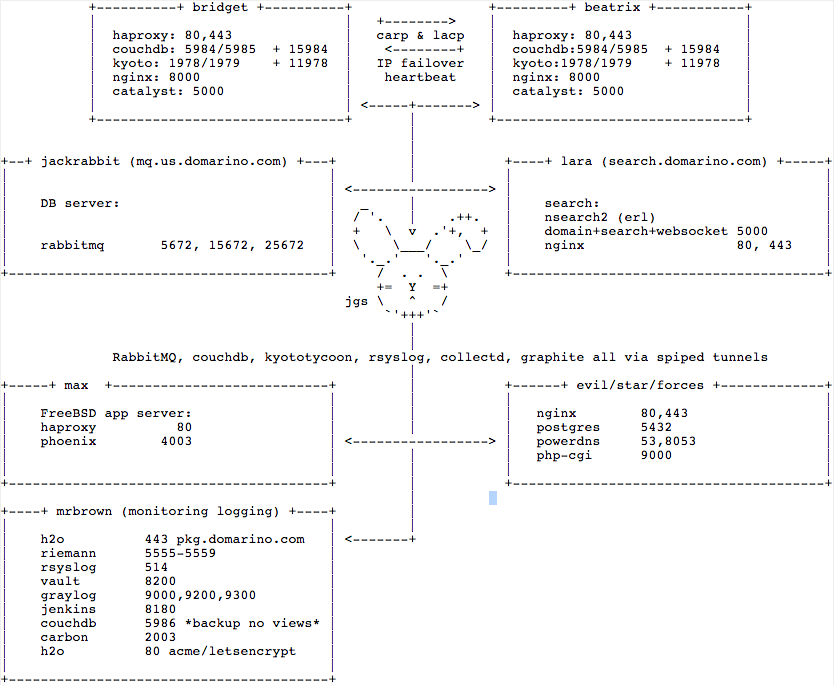 bridget
haproxy: 80,443
couchdb: 5984/5985 + 15984
kyoto: 1978/1979 + 11978
nginx: 8000
catalyst: 5000
carp & lacp
IP failover
heartbeat
beatrix
haproxy: 80,443
couchdb:5984/5985 + 15984
kyoto:1978/1979 + 11978
nginx: 8000
catalyst: 5000
jackrabbit (mq.us.domarino.com)
DB server:
rabbitmq 5672, 15672, 25672
lara (search.domarino.com)
search:
nsearch2 (erl)
domain+search+websocket 5000
nginx 80, 443
jgs
RabbitMQ, couchdb, kyototycoon, rsyslog, collectd, graphite all via spiped tunnels
max
FreeBSD app server:
haproxy 80
phoenix 4003
evil/star/forces
nginx 80,443
postgres 5432
powerdns 53,8053
php-cgi 9000
mrbrown (monitoring logging)
h2o 443 pkg.domarino.com
riemann 5555-5559
rsyslog 514
vault 8200
graylog 9000,9200,9300
jenkins 8180
couchdb 5986 *backup no views*
carbon 2003
h2o 80 acme/letsencrypt